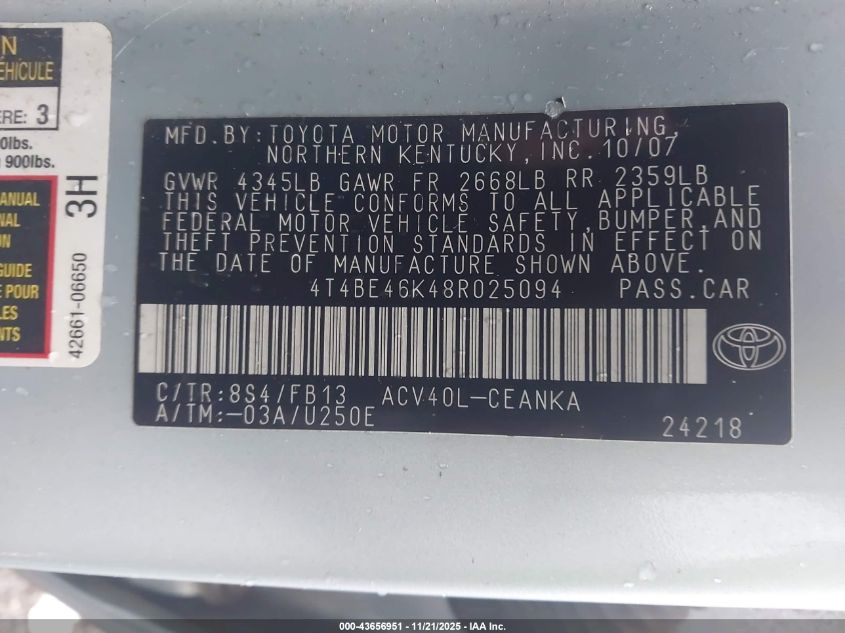 N
ÉHICULE
ERE: 3
0lbs.
900lbs.
MANUAL
NAL
ON
GUIDE
E POUR
LES
NTS
42661-06650 3H
MFD.BY:TOYOTA MOTOR MANUFACTURING,
NORTHERN KENTUCKY,INC.10/07
GVWR 4345LB GAWR FR 2668LB RR 2359LB
THIS VEHICLE CONFORMS TO ALL APPLICABLE
FEDERAL MOTOR VEHICLE SAFETY,BUMPER,AND
THEFT PREVENTION STANDARDS IN EFFECT ON
THE DATE OF MANUFACTURE SHOWN ABOVE.
4T4BE46K48R025094 PASS.CAR
C/TR:8S4/FB13 ACV40L-CEANKA
A/TM:-03A/U250E
24218
000-43656951 - 11/21/2025 - IAA Inc.